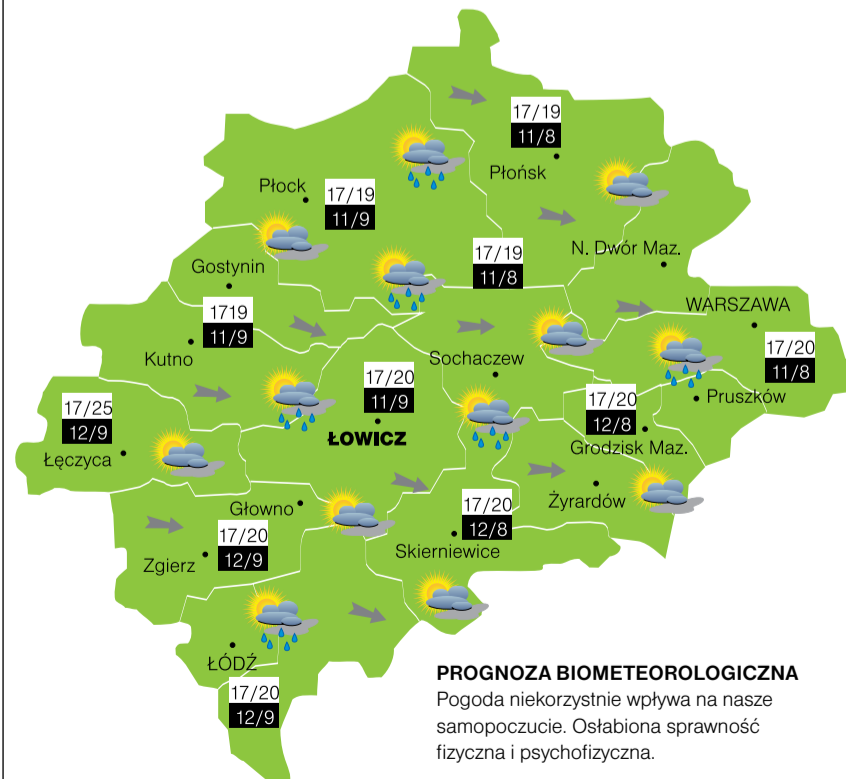 17/19
11/8
Płońsk
Płock
17/19
11/9
N. Dwór Maz.
17/19
11/8
Gostynin
1719
11/9
Kutno
WARSZAWA
17/20
11/8
Sochaczew
17/20
11/9
ŁOWICZ
Pruszków
17/20
12/8
Grodzisk Maz.
17/25
12/9
Łęczyca
Żyrardów
Głowno
17/20
12/8
Skierniewice
17/20
12/9
Zgierz
ŁÓDŹ
17/20
12/9
PROGNOZA BIOMETEOROLOGICZNA
Pogoda niekorzystnie wpływa na nasze
samopoczucie. Osłabiona sprawność
fizyczna i psychofizyczna.